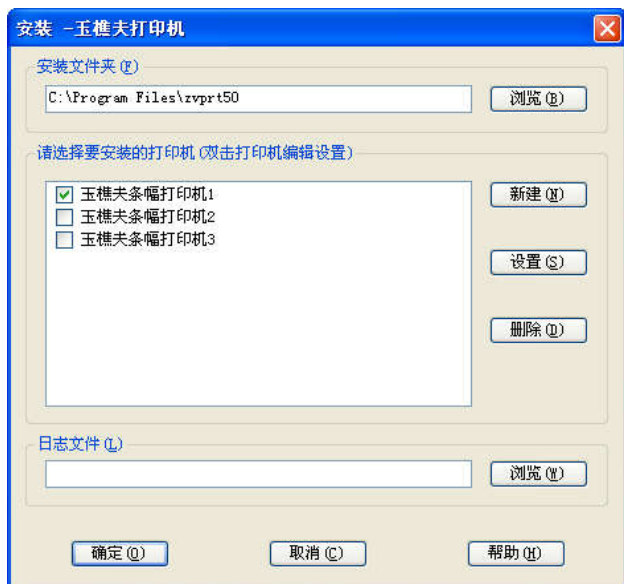 安装 -玉樵夫打印机
安装文件夹(F)
C:\Program Files\zvprt50
浏览(B)
请选择要安装的打印机(双击打印机编辑设置)
玉樵夫条幅打印机1
玉樵夫条幅打印机2
玉樵夫条幅打印机3
新建(N)
设置(S)
删除(D)
日志文件(L)
浏览(W)
确定(O)
取消(C)
帮助(H)